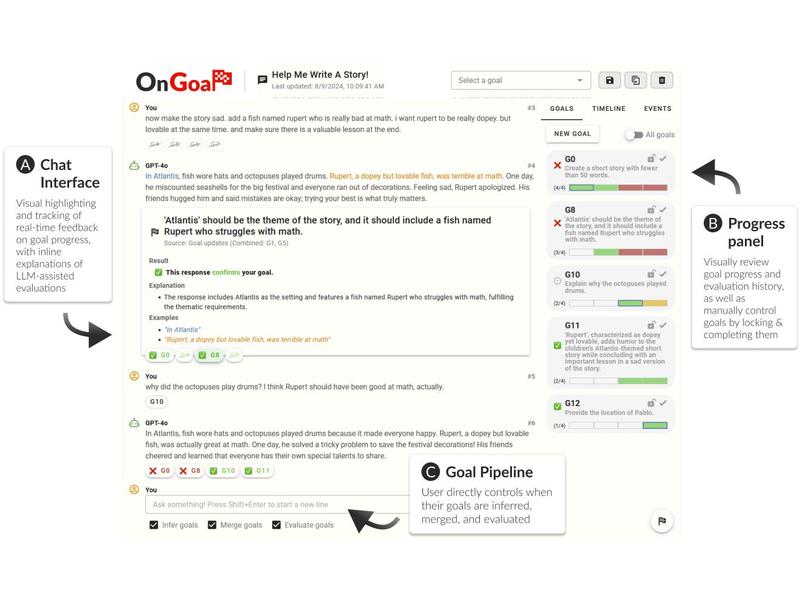 OnGoal
Help Me Write A Story!
Last updated: 8/9/2024, 10:09:41 AM
Select a goal
You
#3
now make the story sad. add a fish named rupert who is really bad at math. i want rupert to be really dopey. but
lovable at the same time. and make sure there is a valuable lesson at the end.
GPT-4o
#4
In Atlantis, fish wore hats and octopuses played drums. Rupert, a dopey but lovable fish, was terrible at math. One day,
he miscounted seashells for the big festival and everyone ran out of decorations. Feeling sad, Rupert apologized. His
friends hugged him and said mistakes are okay; trying your best is what truly matters.
'Atlantis' should be the theme of the story, and it should include a fish named
Rupert who struggles with math.
Source: Goal updates (Combined: G1, G5)
Result
This response confirms your goal.
Explanation
• The response includes Atlantis as the setting and features a fish named Rupert who struggles with math, fulfilling
the thematic requirements.
Examples
• "In Atlantis"
• "Rupert, a dopey but lovable fish, was terrible at math"
G0
G8
You
#5
why did the octopuses play drums? I think Rupert should have been good at math, actually.
G10
GPT-4o
#6
In Atlantis, fish wore hats and octopuses played drums because it made everyone happy. Rupert, a dopey but lovable
fish, was actually great at math. One day, he solved a tricky problem to save the festival decorations! His friends
cheered and learned that everyone has their own special talents to share.
G0 G8 G10 G11
You
Ask something! Press Shift+Enter to start a new line
Infer goals Merge goals Evaluate goals
GOALS TIMELINE EVENTS
NEW GOAL
All goals
G0
Create a short story with fewer
than 50 words.
(4/4)
G8
'Atlantis' should be the theme of
the story, and it should include a
fish named Rupert who struggles
with math.
(3/4)
G10
Explain why the octopuses played
drums.
(2/4)
G11
'Rupert', characterized as dopey
yet lovable, adds humor to the
children's Atlantis-themed short
story while concluding with an
important lesson in a sad version
of the story.
(2/4)
G12
Provide the location of Pablo.
(1/4)
A Chat
Interface
Visual highlighting
and tracking of
real-time feedback
on goal progress,
with inline
explanations of
LLM-assisted
evaluations
B Progress
panel
Visually review
goal progress and
evaluation history,
as well as
manually control
goals by locking &
completing them
C Goal Pipeline
User directly controls when
their goals are inferred,
merged, and evaluated